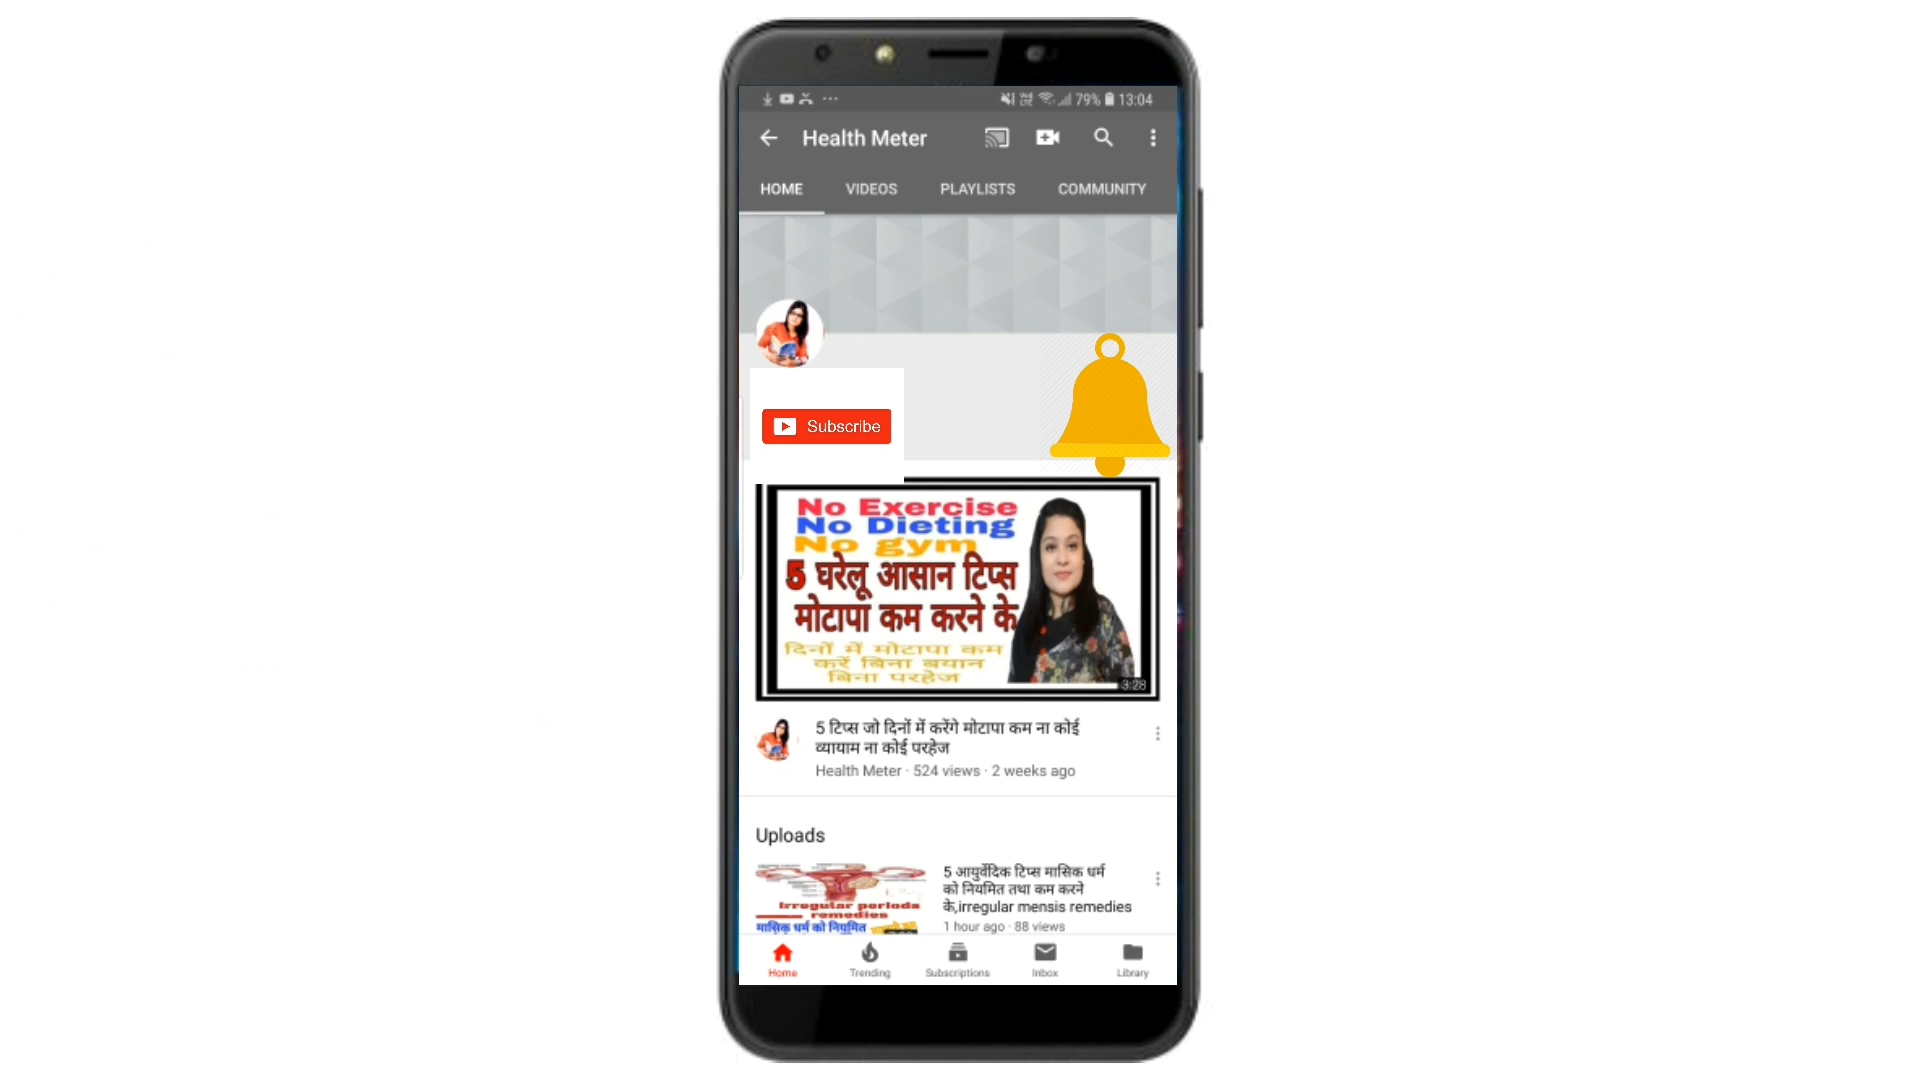 79% 13:04
Health Meter
HOME VIDEOS PLAYLISTS COMMUNITY
Subscribe
No Exercise
No Dieting
No gym
5 घरेलू आसान टिप्स
मोटापा कम करने के
दिनों में मोटापा कम
करें बिना बयान
बिना परहेज
3:28
5 टिप्स जो दिनों में करेंगे मोटापा कम ना कोई
व्यायाम ना कोई परहेज
Health Meter · 524 views · 2 weeks ago
Uploads
Irregular periods
remedies
मासिक धर्म को नियमित
5 आयुर्वेदिक टिप्स मासिक धर्म
को नियमित तथा कम करने
के,irregular mensis remedies
1 hour ago · 88 views
Home Trending Subscriptions Inbox Library